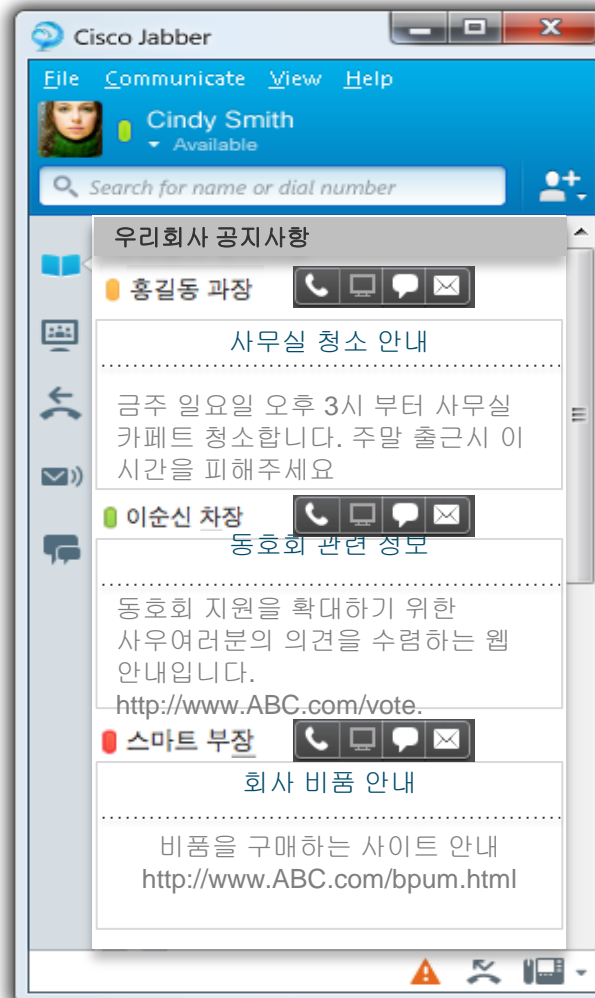 Cisco Jabber
File Communicate View Help
Cindy Smith
Available
Search for name or dial number
우리회사 공지사항
홍길동 과장
사무실 청소 안내
금주 일요일 오후 3시 부터 사무실
카페트 청소합니다. 주말 출근시 이
시간을 피해주세요
이순신 차장
동호회 관련 정보
동호회 지원을 확대하기 위한
사우여러분의 의견을 수렴하는 웹
안내입니다.
http://www.ABC.com/vote.
스마트 부장
회사 비품 안내
비품을 구매하는 사이트 안내
http://www.ABC.com/bpum.html